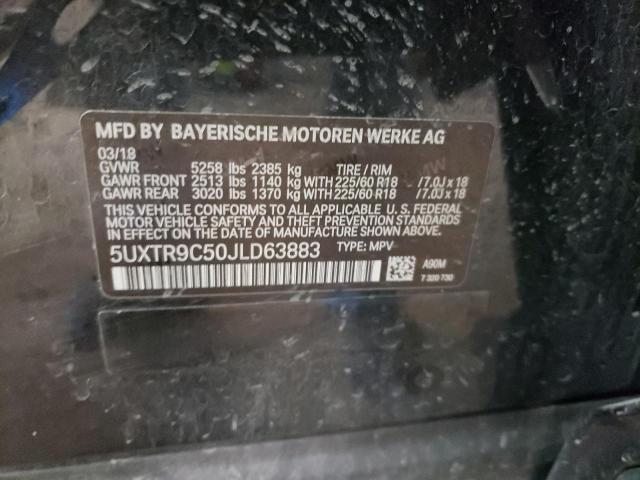 MFD BY BAYERISCHE MOTOREN WERKE AG
03/18
GVWR 5258 lbs 2385 kg TIRE / RIM
GAWR FRONT 2513 lbs 1140 kg WITH 225/60 R18 /7.0J x 18
GAWR REAR 3020 lbs 1370 kg WITH 225/60 R18 /7.0J x 18
THIS VEHICLE CONFORMS TO ALL APPLICABLE U. S. FEDERAL
MOTOR VEHICLE SAFETY AND THEFT PREVENTION STANDARDS
IN EFFECT ON THE DATE OF MANUFACTURE SHOWN ABOVE.
5UXTR9C50JLD63883 TYPE: MPV
A90M
7 320 730